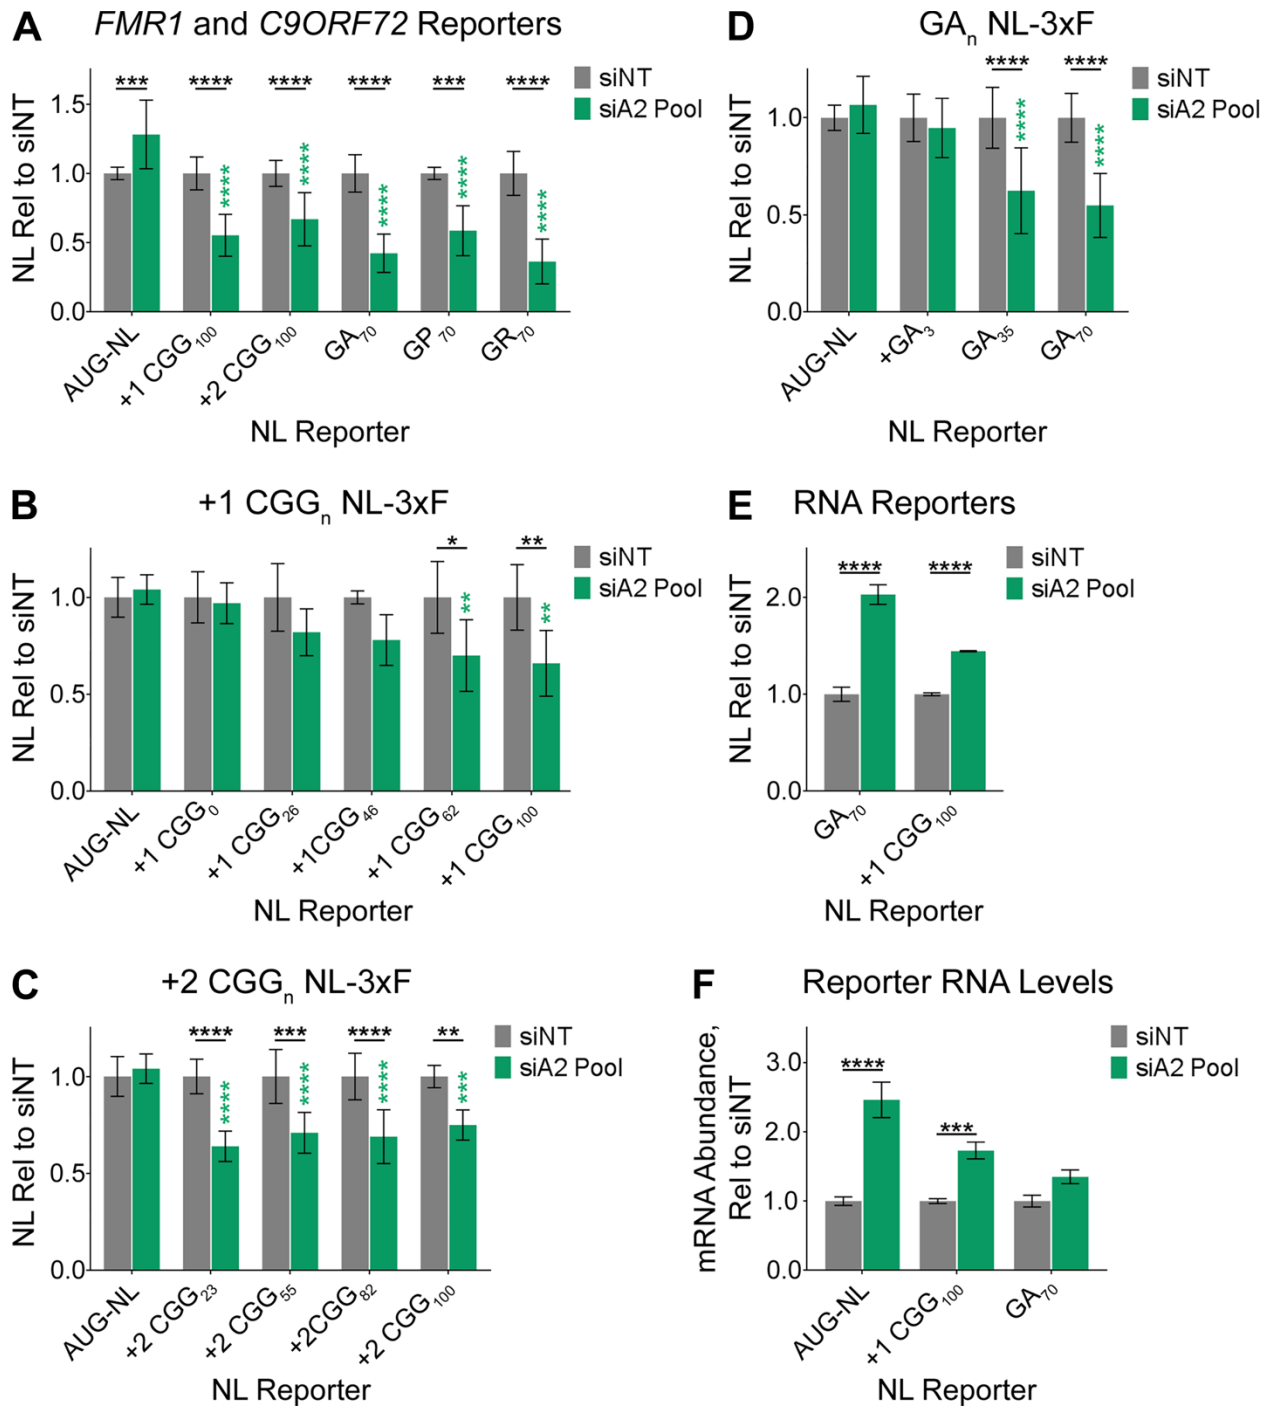 A FMR1 and C9ORF72 Reporters
NL Rel to siNT
1.5
1.0
0.5
0.0
*** **** **** **** *** ****
**** **** **** **** ****
siNT
siA2 Pool
AUG-NL +1 CGG100 +2 CGG100 GA70 GP70 GR70
NL Reporter
B +1 CGGn NL-3xF
NL Rel to siNT
1.0
0.5
0.0
* **
** **
siNT
siA2 Pool
AUG-NL +1 CGG0 +1 CGG26 +1CGG46 +1 CGG62 +1 CGG100
NL Reporter
C +2 CGGn NL-3xF
NL Rel to siNT
1.0
0.5
0.0
**** *** **** **
**** **** **** ***
siNT
siA2 Pool
AUG-NL +2 CGG23 +2 CGG55 +2CGG82 +2 CGG100
NL Reporter
D GAn NL-3xF
NL Rel to siNT
1.0
0.5
0.0
**** ****
**** ****
siNT
siA2 Pool
AUG-NL +GA3 GA35 GA70
NL Reporter
E RNA Reporters
NL Rel to siNT
2.0
1.0
0.0
**** ****
siNT
siA2 Pool
GA70 +1 CGG100
NL Reporter
F Reporter RNA Levels
mRNA Abundance,
Rel to siNT
3.0
2.0
1.0
0.0
**** ***
siNT
siA2 Pool
AUG-NL +1 CGG100 GA70
NL Reporter